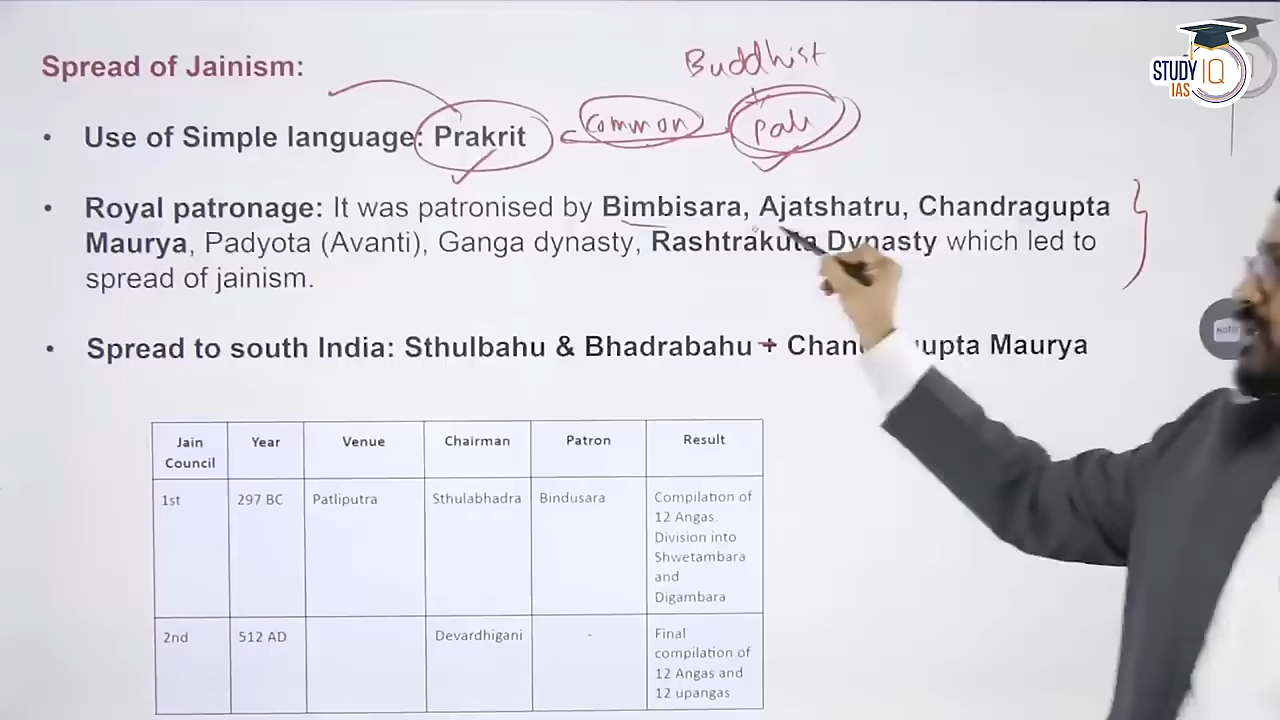 STUDY IQ
IAS
Buddhist
Spread of Jainism:
• Use of Simple language: Prakrit common pali
• Royal patronage: It was patronised by Bimbisara, Ajatshatru, Chandragupta
Maurya, Padyota (Avanti), Ganga dynasty, Rashtrakuta Dynasty which led to
spread of jainism.
Note
• Spread to south India: Sthulbahu & Bhadrabahu + Chan upta Maurya
Jain Council Year Venue Chairman Patron Result
1st 297 BC Patliputra Sthulabhadra Bindusara Compilation of
12 Angas.
Division into
Shwetambara
and
Digambara
2nd 512 AD Devardhigani - Final
compilation of
12 Angas and
12 upangas